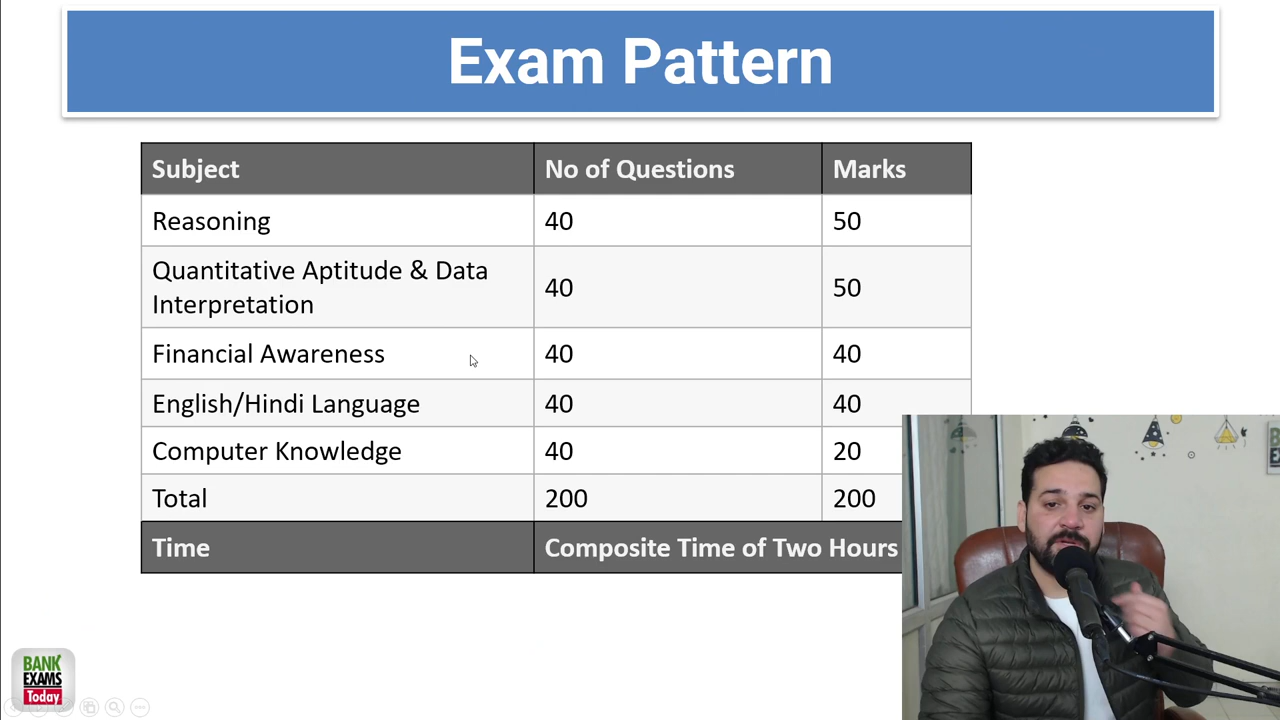 Exam Pattern
Subject No of Questions Marks
Reasoning 40 50
Quantitative Aptitude & Data
Interpretation 40 50
Financial Awareness 40 40
English/Hindi Language 40 40
Computer Knowledge 40 20
Total 200 200
Time Composite Time of Two Hours
BANK
EXAMS
Today